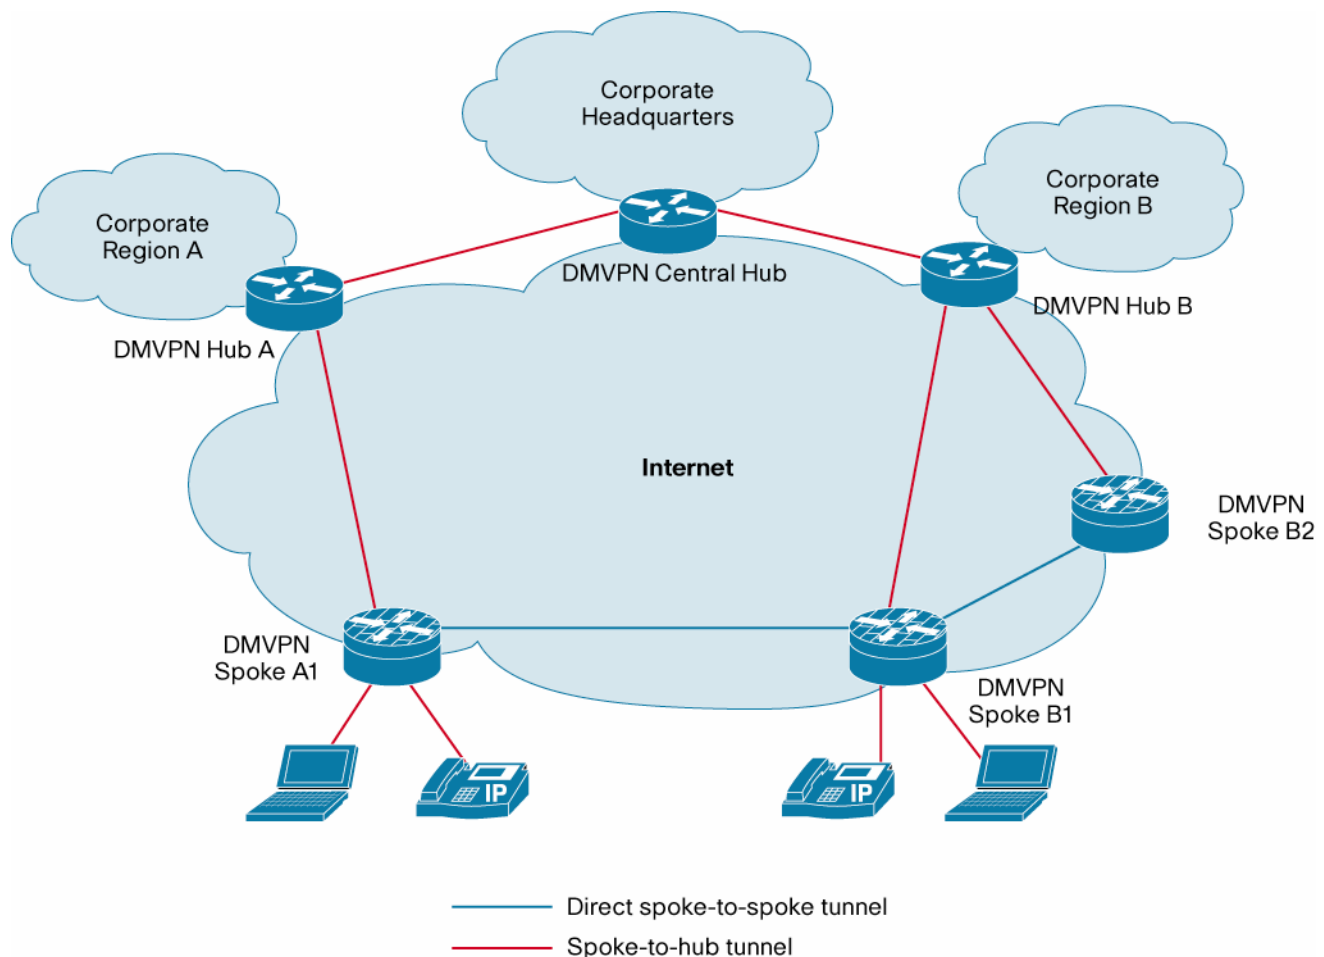 Corporate
Headquarters
Corporate
Region B
Corporate
Region A
DMVPN Central Hub
DMVPN Hub B
DMVPN Hub A
Internet
DMVPN
Spoke B2
DMVPN
Spoke A1
DMVPN
Spoke B1
IP
IP
Direct spoke-to-spoke tunnel
Spoke-to-hub tunnel